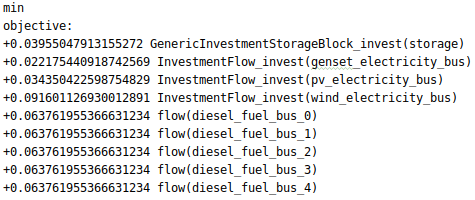 min
objective:
+0.03955047913155272 GenericInvestmentStorageBlock_invest(storage)
+0.022175440918742569 InvestmentFlow_invest(genset_electricity_bus)
+0.034350422598754829 InvestmentFlow_invest(pv_electricity_bus)
+0.091601126930012891 InvestmentFlow_invest(wind_electricity_bus)
+0.063761955366631234 flow(diesel_fuel_bus_0)
+0.063761955366631234 flow(diesel_fuel_bus_1)
+0.063761955366631234 flow(diesel_fuel_bus_2)
+0.063761955366631234 flow(diesel_fuel_bus_3)
+0.063761955366631234 flow(diesel_fuel_bus_4)